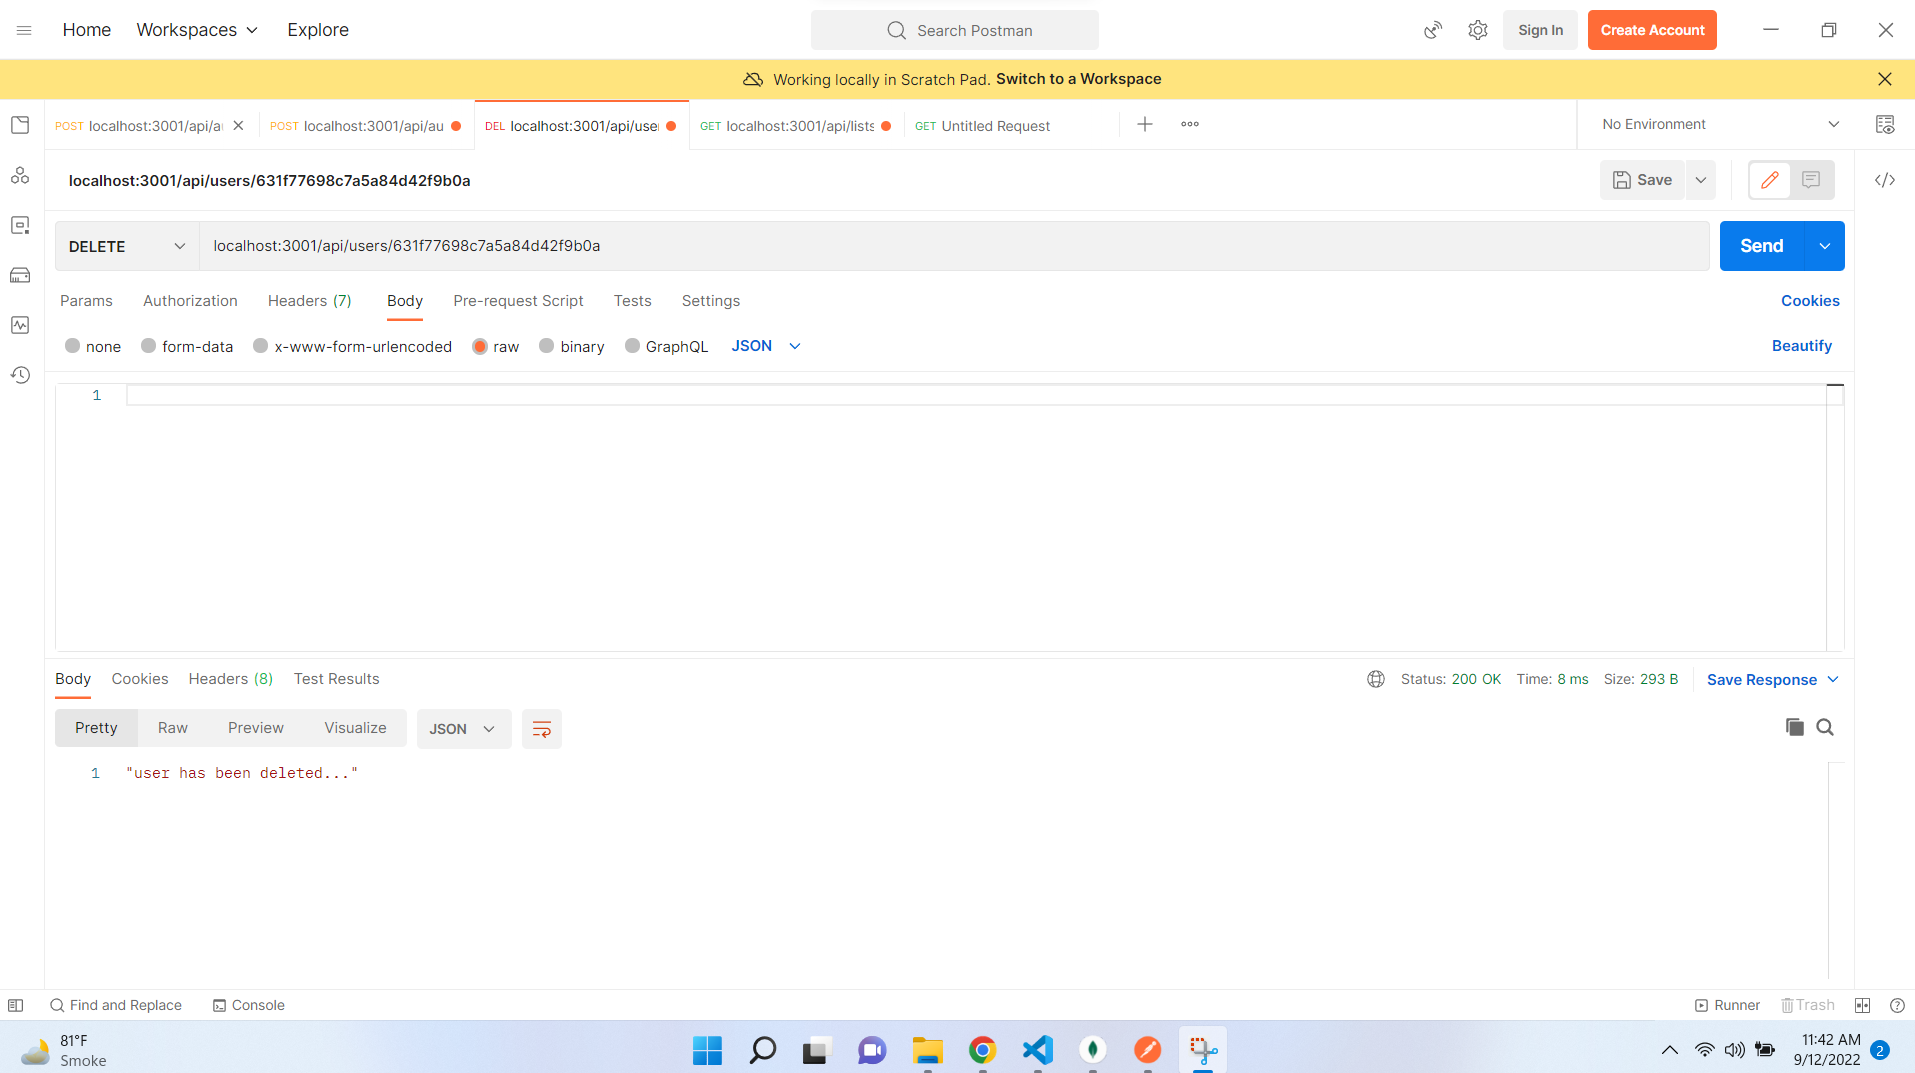 Home Workspaces Explore Search Postman Sign In Create Account
Working locally in Scratch Pad. Switch to a Workspace
POST localhost:3001/api/a POST localhost:3001/api/au DEL localhost:3001/api/use GET localhost:3001/api/lists GET Untitled Request No Environment
localhost:3001/api/users/631f77698c7a5a84d42f9b0a Save
DELETE localhost:3001/api/users/631f77698c7a5a84d42f9b0a Send
Params Authorization Headers (7) Body Pre-request Script Tests Settings Cookies
none form-data x-www-form-urlencoded raw binary GraphQL JSON Beautify
1
Body Cookies Headers (8) Test Results Status: 200 OK Time: 8 ms Size: 293 B Save Response
Pretty Raw Preview Visualize JSON
1 "user has been deleted..."
Find and Replace Console Runner Trash
81°F
Smoke
11:42 AM
9/12/2022 2